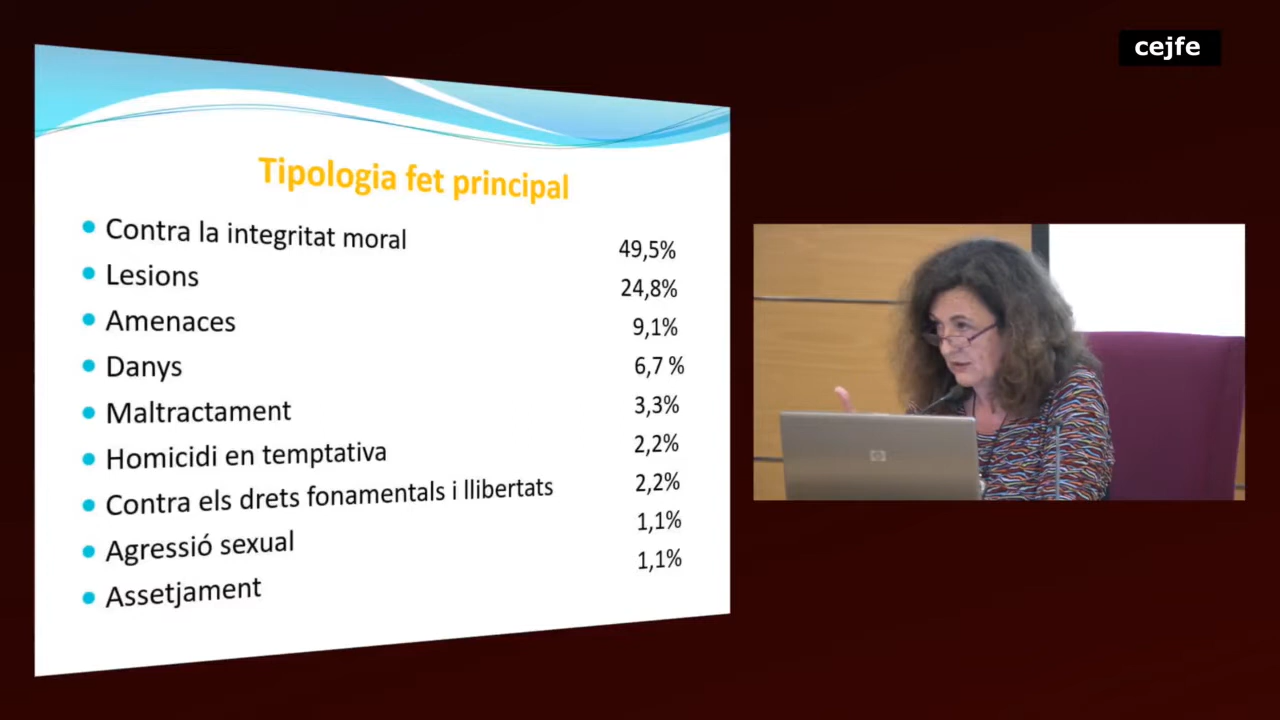 cejfe
Tipologia fet principal
Contra la integritat moral 49,5%
Lesions 24,8%
Amenaces 9,1%
Danys 6,7 %
Maltractament 3,3%
Homicidi en temptativa 2,2%
Contra els drets fonamentals i llibertats 2,2%
Agressió sexual 1,1%
Assetjament 1,1%
hp